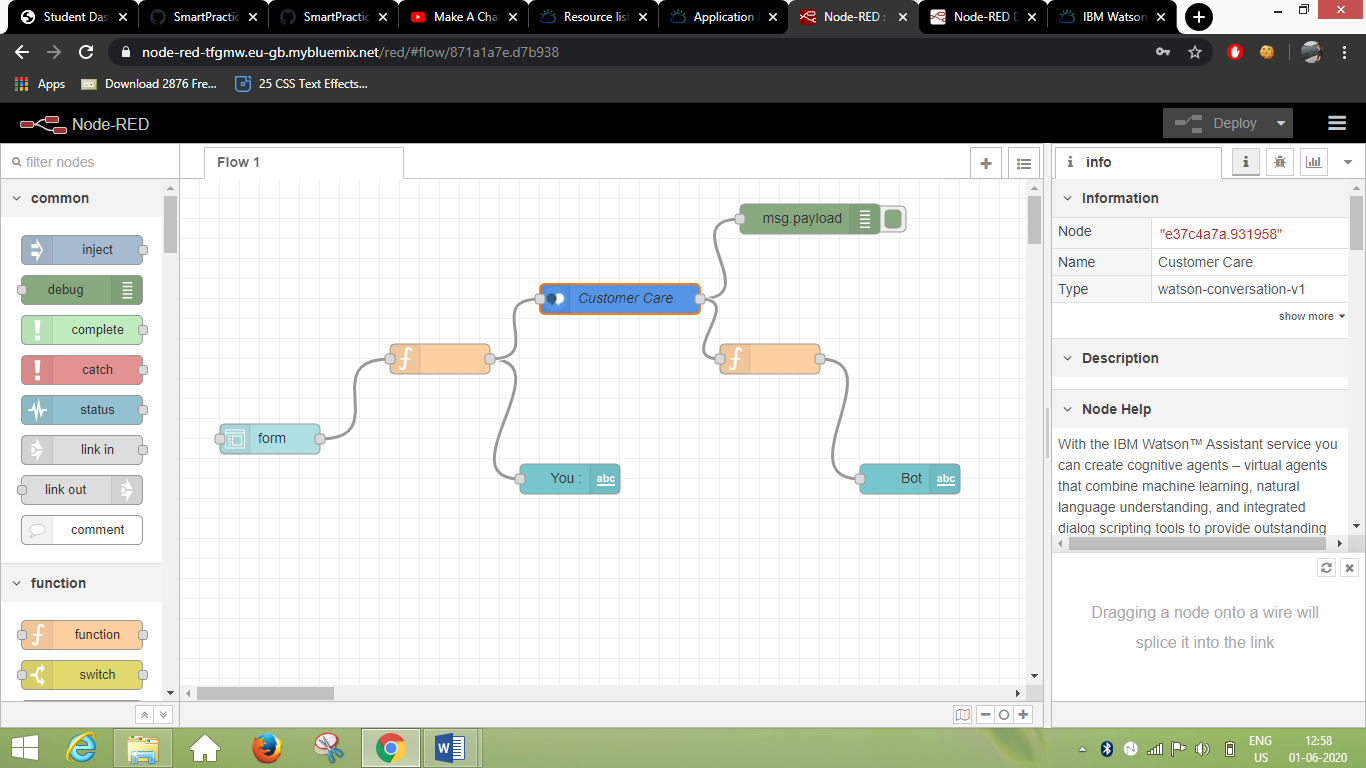 Student Das
SmartPractic
SmartPractic
Make A Chat
Resource list
Application
Node-RED :
Node-RED D
IBM Watson
node-red-tfgmw.eu-gb.mybluemix.net/red/#flow/871a1a7e.d7b938
Apps
Download 2876 Fre...
25 CSS Text Effects...
Node-RED
Deploy
filter nodes
common
inject
debug
complete
catch
status
link in
link out
comment
function
function
switch
Flow 1
msg.payload
Customer Care
form
You :
abc
Bot
abc
i info
i
Information
Node "e37c4a7a.931958"
Name Customer Care
Type watson-conversation-v1
show more
Description
Node Help
With the IBM Watson™ Assistant service you
can create cognitive agents – virtual agents
that combine machine learning, natural
language understanding, and integrated
dialog scripting tools to provide outstanding
Dragging a node onto a wire will
splice it into the link
ENG
US
12:58
01-06-2020